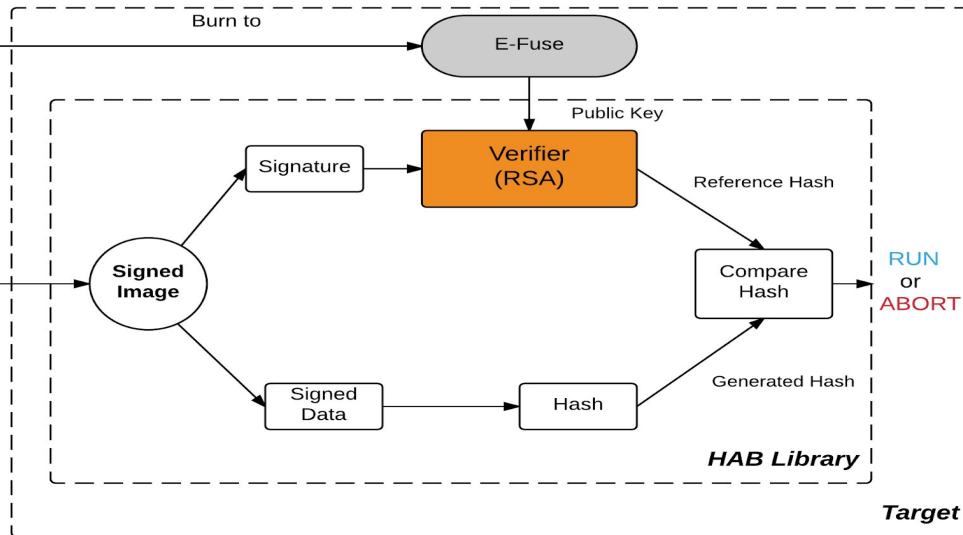 Burn to
E-Fuse
Public Key
Signature
Verifier
(RSA)
Reference Hash
Signed
Image
Compare
Hash
RUN
or
ABORT
Signed
Data
Hash
Generated Hash
HAB Library
Target